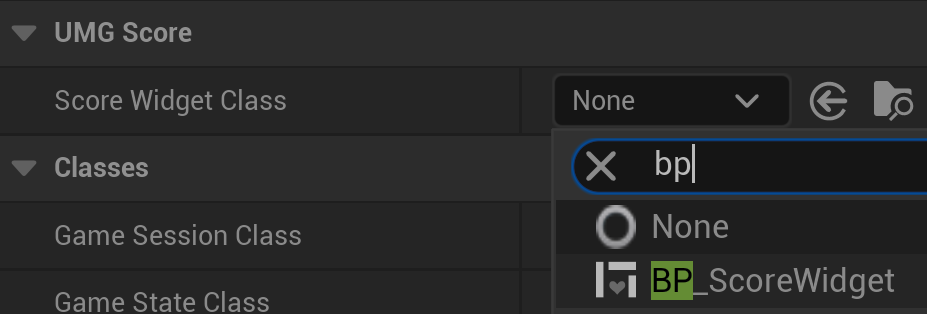 UMG Score
Score Widget Class
None
Classes
bp
Game Session Class
None
BP_ScoreWidget
Game State Class